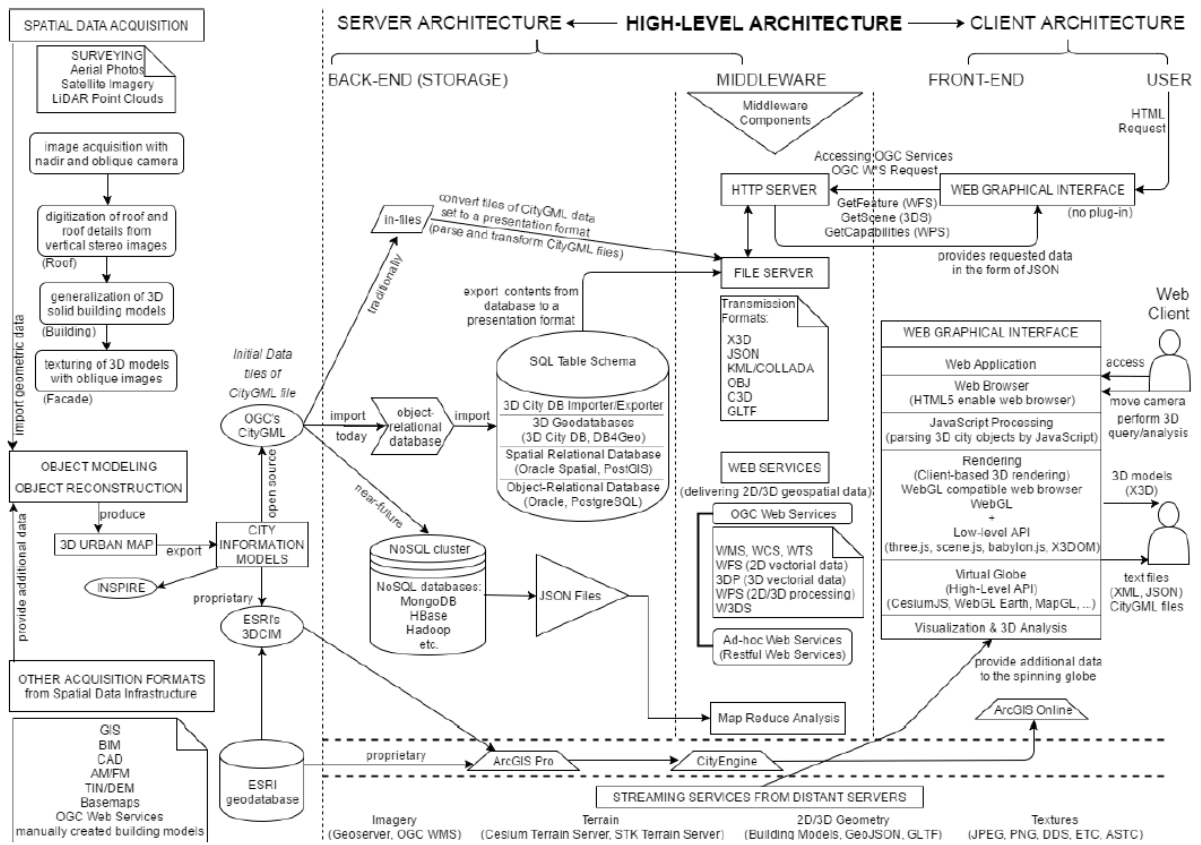 SPATIAL DATA ACQUISITION
SURVEYING
Aerial Photos
Satellite Imagery
LiDAR Point Clouds
image acquisition with
nadir and oblique camera
digitization of roof and
roof details from
vertical stereo images
(Roof)
generalization of 3D
solid building models
(Building)
texturing of 3D models
with oblique images
(Facade)
import geometric data
OBJECT MODELING
OBJECT RECONSTRUCTION
produce
3D URBAN MAP
export
CITY
INFORMATION
MODELS
INSPIRE
provide additional data
OTHER ACQUISITION FORMATS
from Spatial Data Infrastructure
GIS
BIM
CAD
AM/FM
TIN/DEM
Basemaps
OGC Web Services
manually created building models
Initial Data
tiles of
CityGML file
OGC's
CityGML
open source
proprietary
ESRI's
3DCIM
ESRI
geodatabase
SERVER ARCHITECTURE
HIGH-LEVEL ARCHITECTURE
CLIENT ARCHITECTURE
BACK-END (STORAGE)
MIDDLEWARE
FRONT-END
USER
traditionally
in-files
convert tiles of CityGML data
set to a presentation format
(parse and transform CityGML files)
import
today
object-
relational
database
import
export contents from
database to a
presentation format
SQL Table Schema
3D City DB Importer/Exporter
3D Geodatabases
(3D City DB, DB4Geo)
Spatial Relational Database
(Oracle Spatial, PostGIS)
Object-Relational Database
(Oracle, PostgreSQL)
near-future
NoSQL cluster
NoSQL databases:
MongoDB
HBase
Hadoop
etc.
JSON Files
Middleware
Components
HTTP SERVER
FILE SERVER
Transmission
Formats:
X3D
JSON
KML/COLLADA
OBJ
C3D
GLTF
WEB SERVICES
(delivering 2D/3D geospatial data)
OGC Web Services
WMS, WCS, WTS
WFS (2D vectorial data)
3DP (3D vectorial data)
WPS (2D/3D processing)
W3DS
Ad-hoc Web Services
(Restful Web Services)
Map Reduce Analysis
HTML
Request
Accessing OGC Services
OGC W*S Request
GetFeature (WFS)
GetScene (3DS)
GetCapabilities (WPS)
WEB GRAPHICAL INTERFACE
(no plug-in)
provides requested data
in the form of JSON
WEB GRAPHICAL INTERFACE
Web Application
Web Browser
(HTML5 enable web browser)
JavaScript Processing
(parsing 3D city objects by JavaScript)
Rendering
(Client-based 3D rendering)
WebGL compatible web browser
WebGL
+
Low-level API
(three.js, scene.js, babylon.js, X3DOM)
Virtual Globe
(High-Level API)
(CesiumJS, WebGL Earth, MapGL, ...)
Visualization & 3D Analysis
Web
Client
access
move camera
perform 3D
query/analysis
3D models
(X3D)
text files
(XML, JSON)
CityGML files
provide additional data
to the spinning globe
ArcGIS Online
proprietary
ArcGIS Pro
CityEngine
STREAMING SERVICES FROM DISTANT SERVERS
Imagery
(Geoserver, OGC WMS)
Terrain
(Cesium Terrain Server, STK Terrain Server)
2D/3D Geometry
(Building Models, GeoJSON, GLTF)
Textures
(JPEG, PNG, DDS, ETC, ASTC)